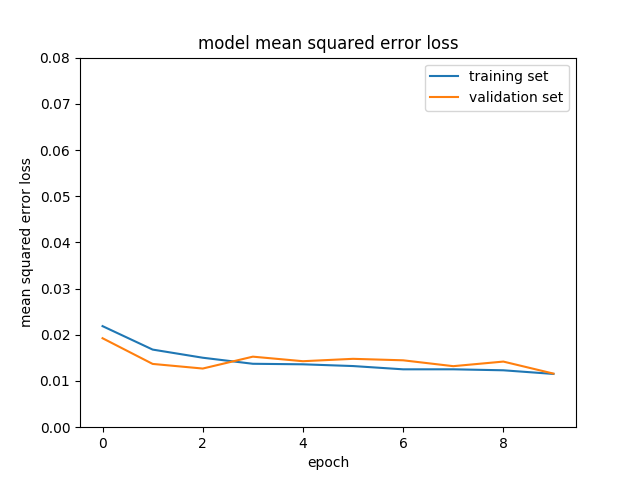 model mean squared error loss
training set
validation set
0.08
0.07
0.06
0.05
0.04
0.03
0.02
0.01
0.00
mean squared error loss
0 2 4 6 8
epoch